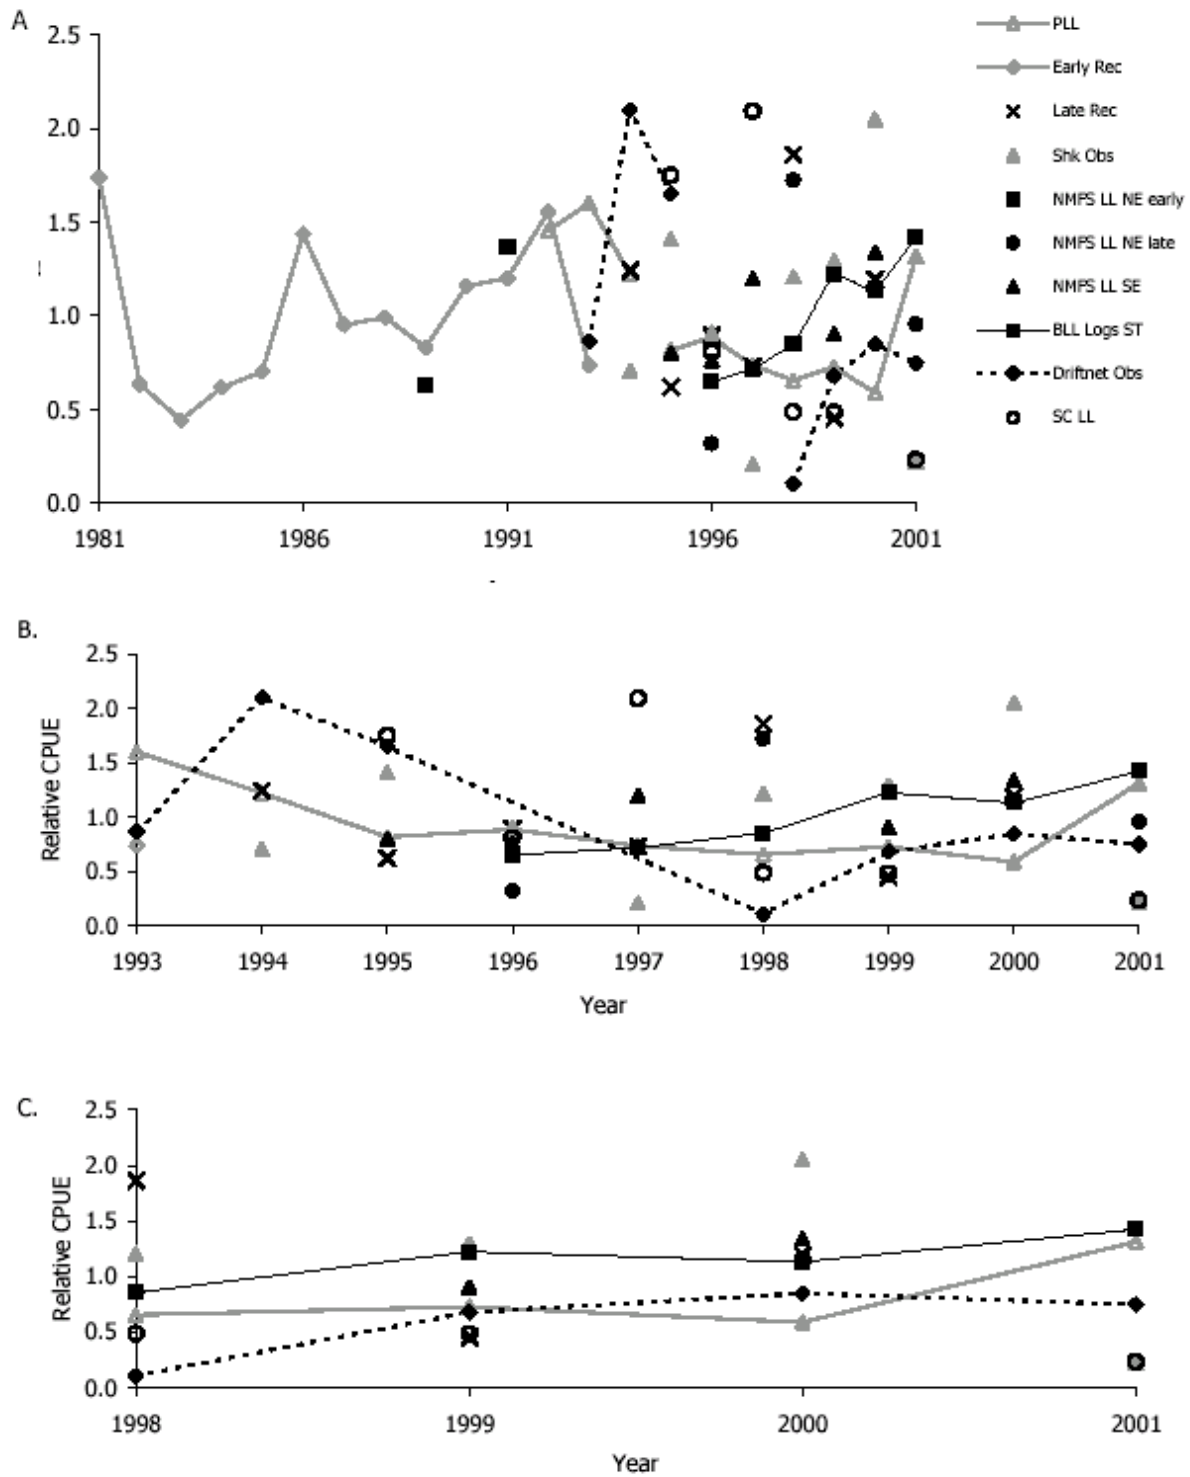 A
2.5
2.0
1.5
1.0
0.5
0.0
1981 1986 1991 1996 2001
PLL
Early Rec
Late Rec
Shk Obs
NMFS LL NE early
NMFS LL NE late
NMFS LL SE
BLL Logs ST
Driftnet Obs
SC LL
B.
Relative CPUE
2.5
2.0
1.5
1.0
0.5
0.0
1993 1994 1995 1996 1997 1998 1999 2000 2001
Year
C.
Relative CPUE
2.5
2.0
1.5
1.0
0.5
0.0
1998 1999 2000 2001
Year